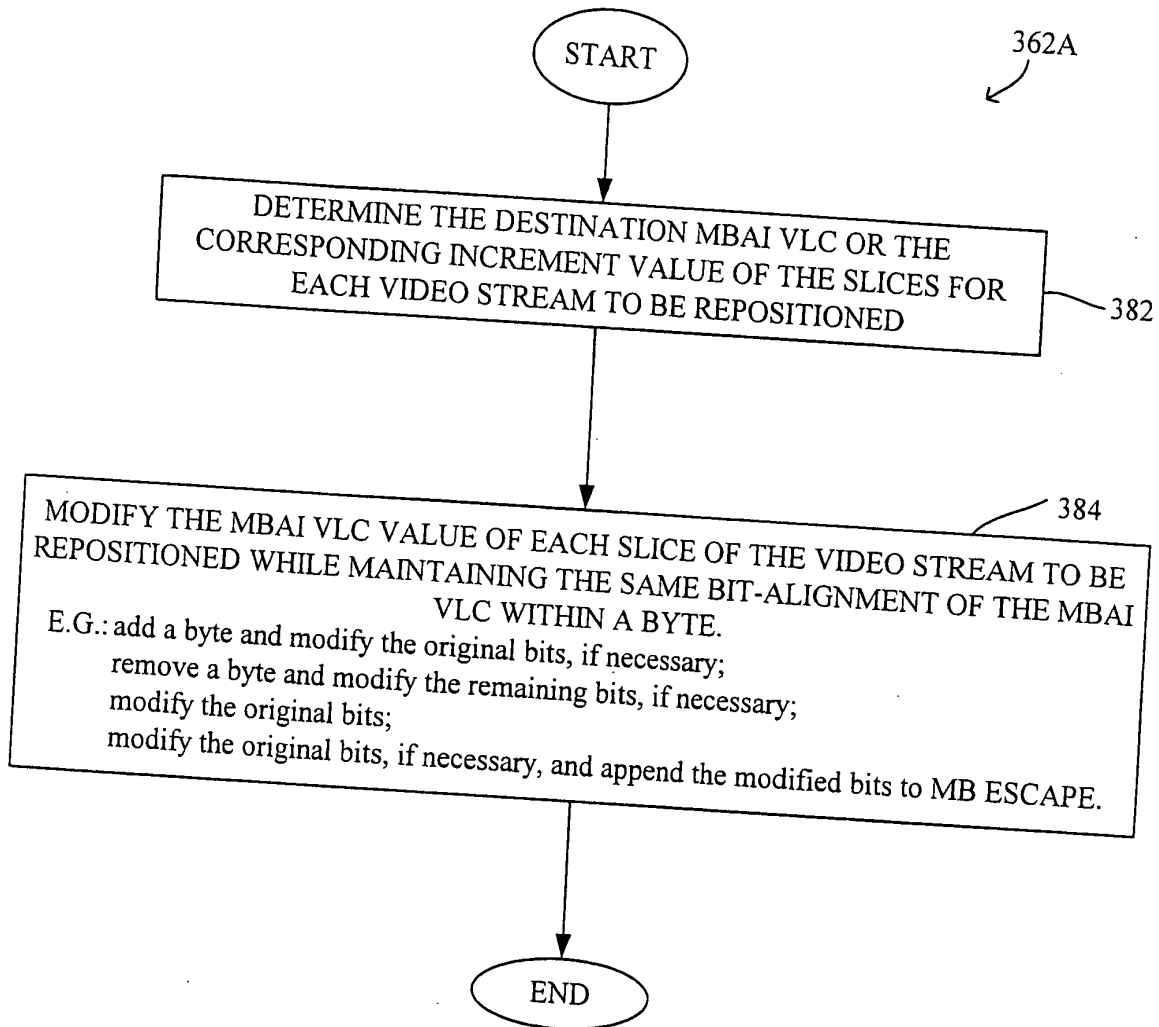 START
362A
DETERMINE THE DESTINATION MBAI VLC OR THE
CORRESPONDING INCREMENT VALUE OF THE SLICES FOR
EACH VIDEO STREAM TO BE REPOSITIONED
382
384
MODIFY THE MBAI VLC VALUE OF EACH SLICE OF THE VIDEO STREAM TO BE
REPOSITIONED WHILE MAINTAINING THE SAME BIT-ALIGNMENT OF THE MBAI
VLC WITHIN A BYTE.
E.G.: add a byte and modify the original bits, if necessary;
remove a byte and modify the remaining bits, if necessary;
modify the original bits;
modify the original bits, if necessary, and append the modified bits to MB ESCAPE.
END